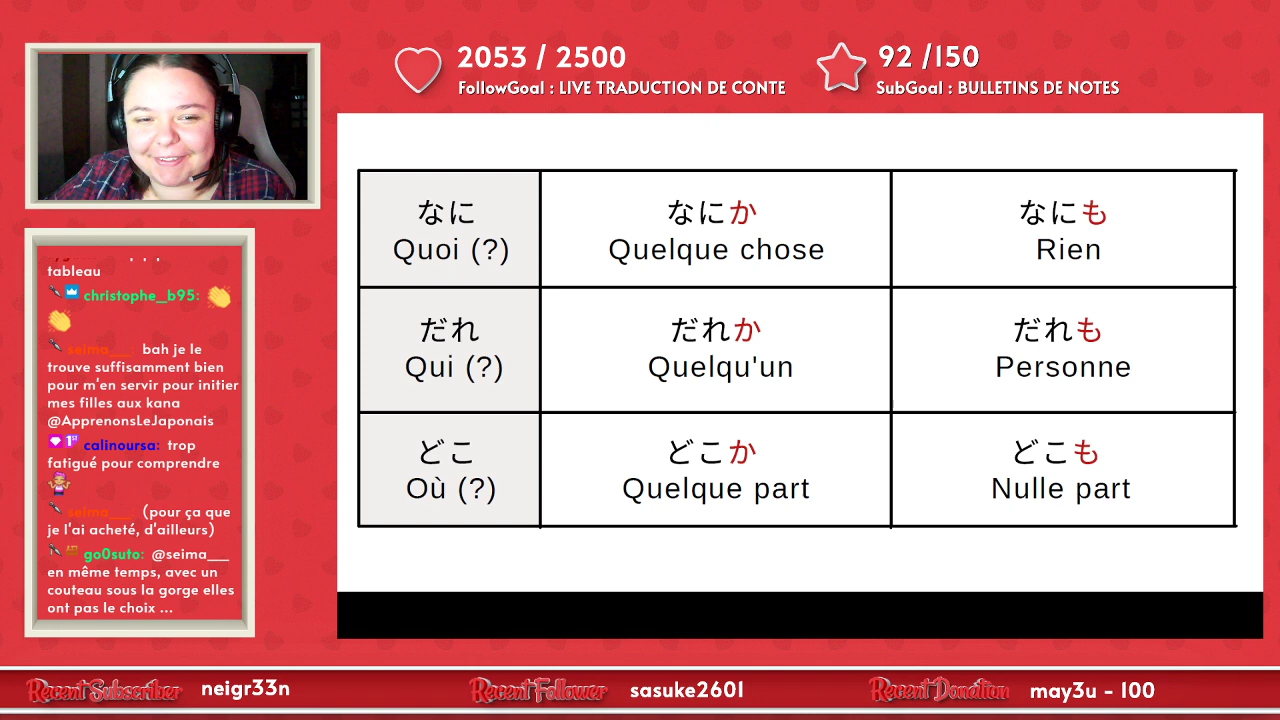 2053 / 2500
FollowGoal : LIVE TRADUCTION DE CONTE
92 /150
SubGoal : BULLETINS DE NOTES
なに
Quoi (?)
なにか
Quelque chose
なにも
Rien
だれ
Qui (?)
だれか
Quelqu'un
だれも
Personne
どこ
Où (?)
どこか
Quelque part
どこも
Nulle part
tableau
christophe_b95:
seima___: bah je le
trouve suffisamment bien
pour m'en servir pour initier
mes filles aux kana
@ApprenonsLeJaponais
1ST calinoursa: trop
fatigué pour comprendre
seima___: (pour ça que
je l'ai acheté, d'ailleurs)
go0suto: @seima___
en même temps, avec un
couteau sous la gorge elles
ont pas le choix ...
Recent Subscriber neigr33n
Recent Follower sasuke2601
Recent Donation may3u - 100